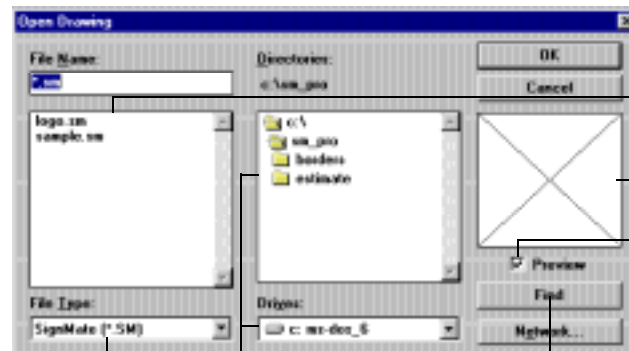 Open Drawing
File Name:
*.sm
logo.sm
sample.sm
File Type:
SignMate (*.SM)
Directories:
c:\sm_pro
c:\
sm_pro
borders
estimate
Drives:
c: ms-dos_6
OK
Cancel
Preview
Find
Network...